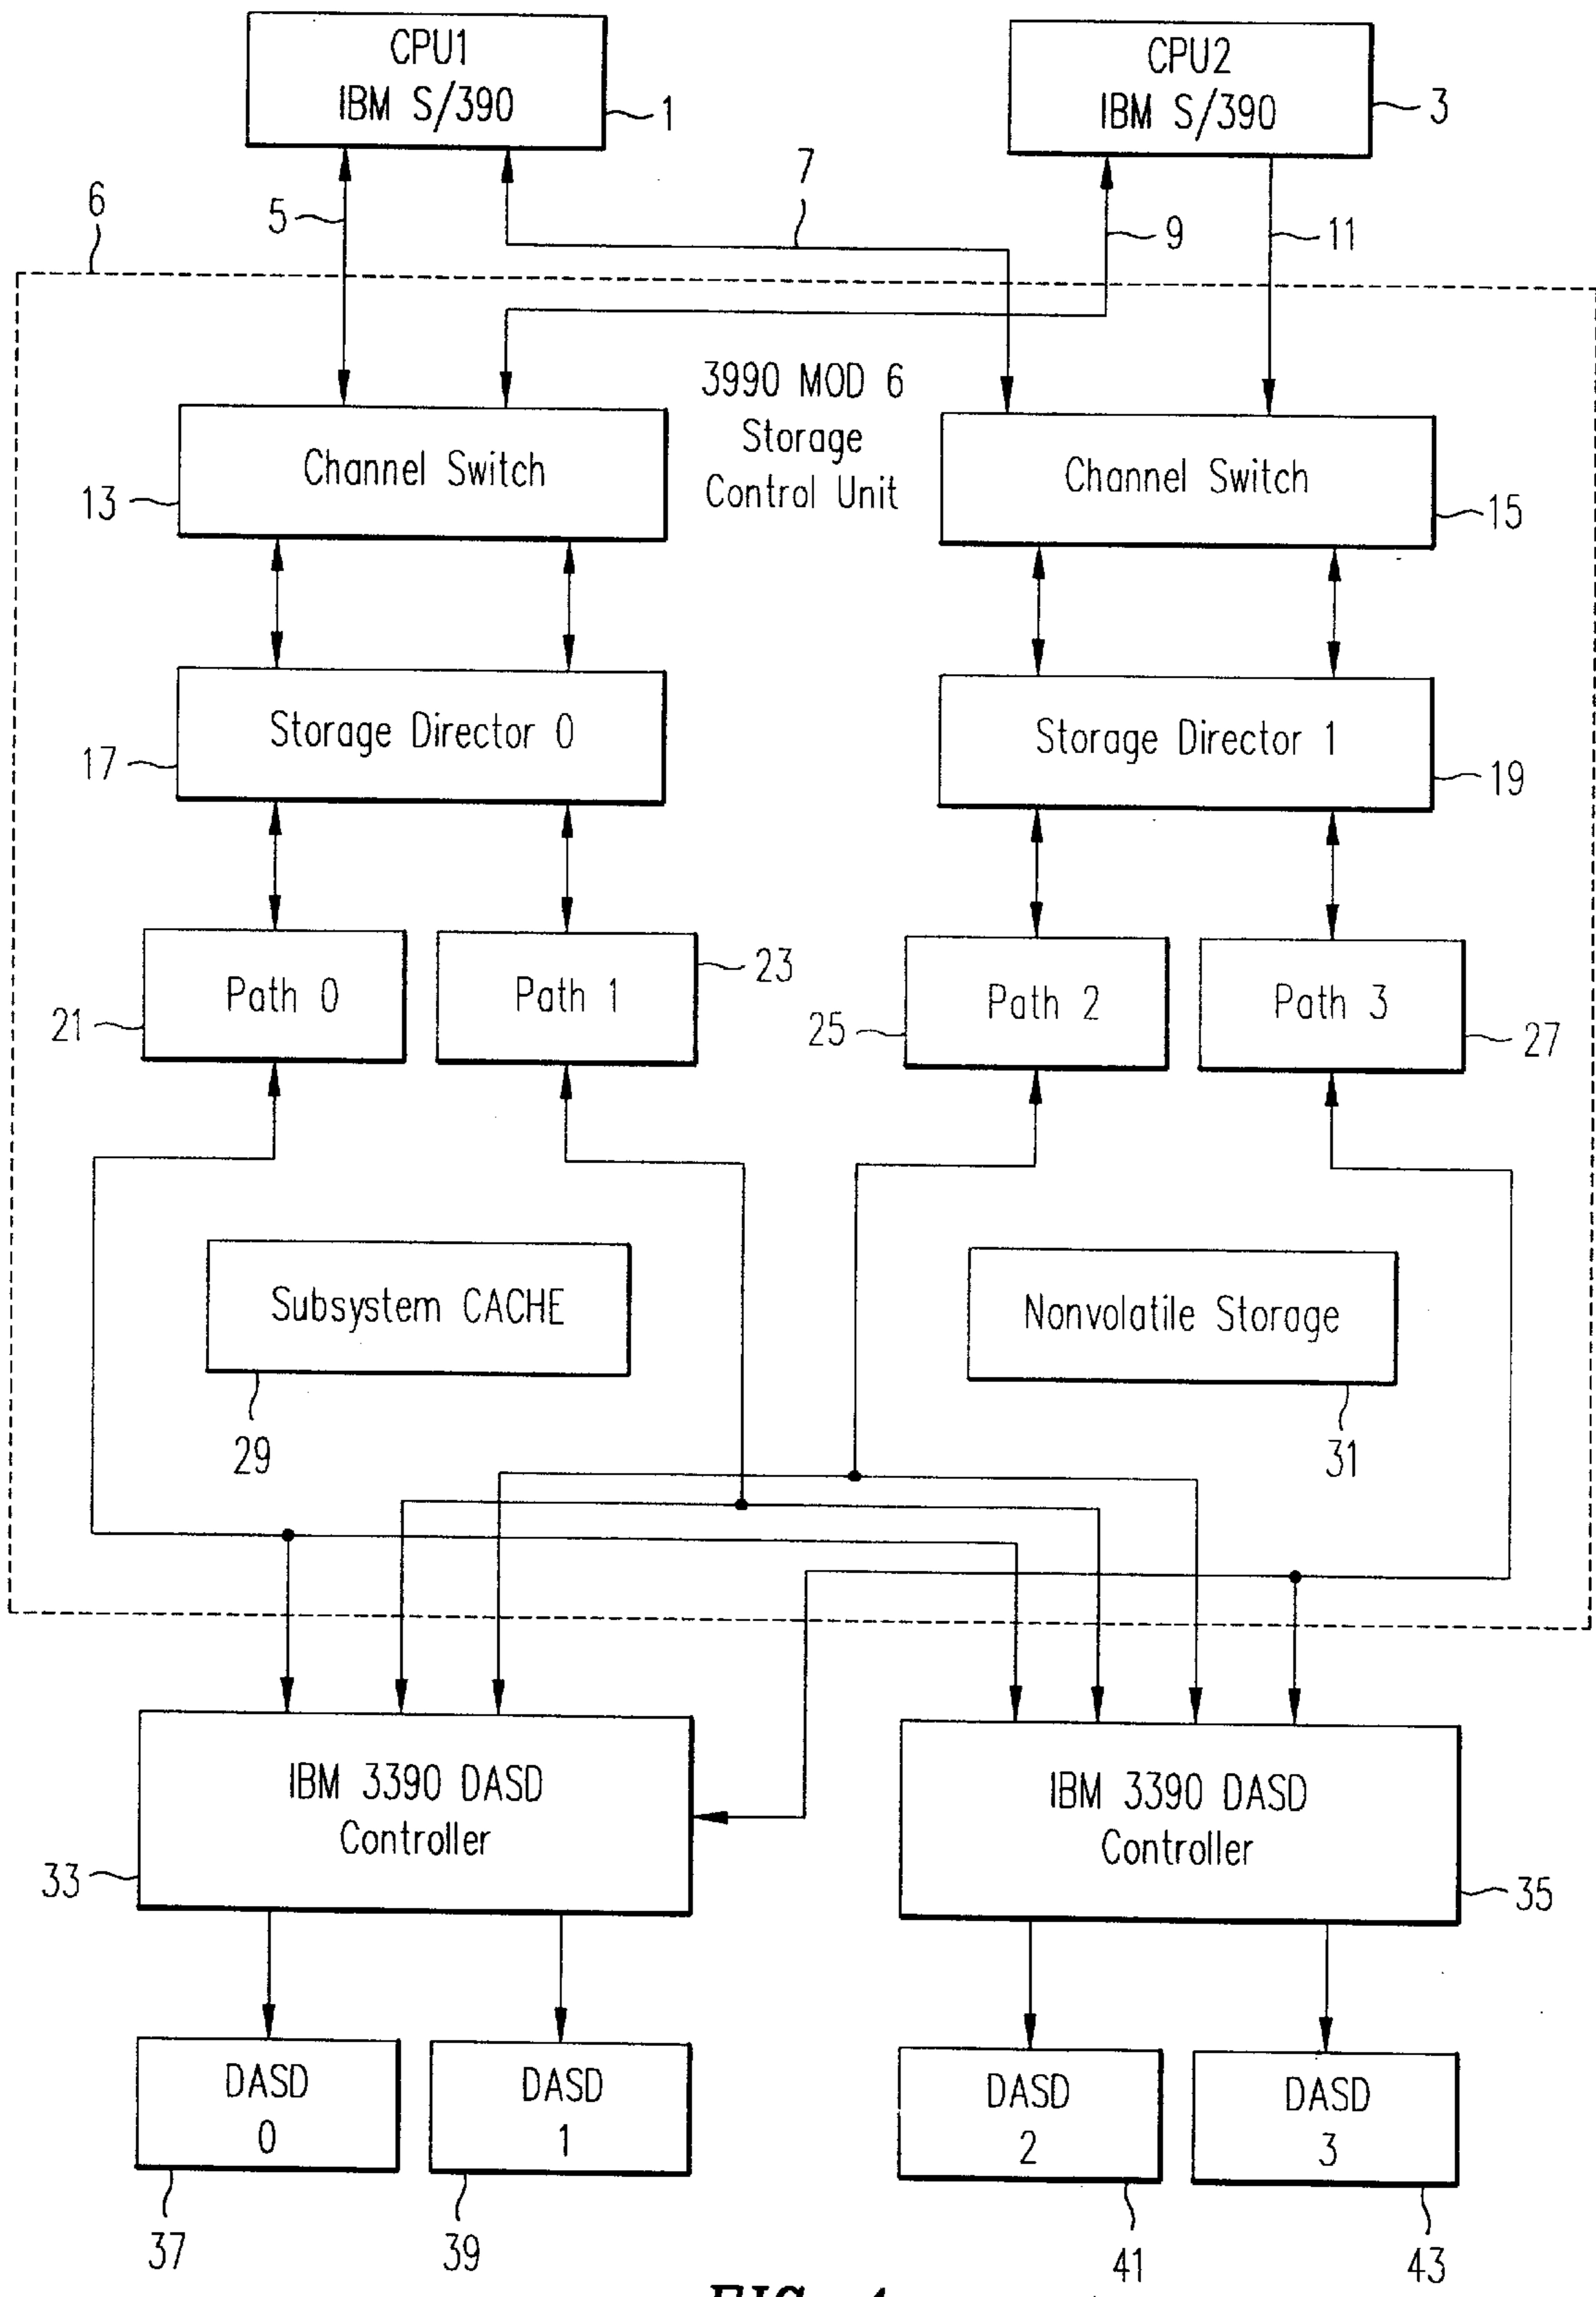 CPU1
IBM S/390
1
CPU2
IBM S/390
3
6
5
7
9
11
3990 MOD 6
Storage
Control Unit
Channel Switch
13
Channel Switch
15
Storage Director 0
17
Storage Director 1
19
Path 0
21
Path 1
23
Path 2
25
Path 3
27
Subsystem CACHE
29
Nonvolatile Storage
31
IBM 3390 DASD
Controller
33
IBM 3390 DASD
Controller
35
DASD
0
37
DASD
1
39
DASD
2
41
DASD
3
43